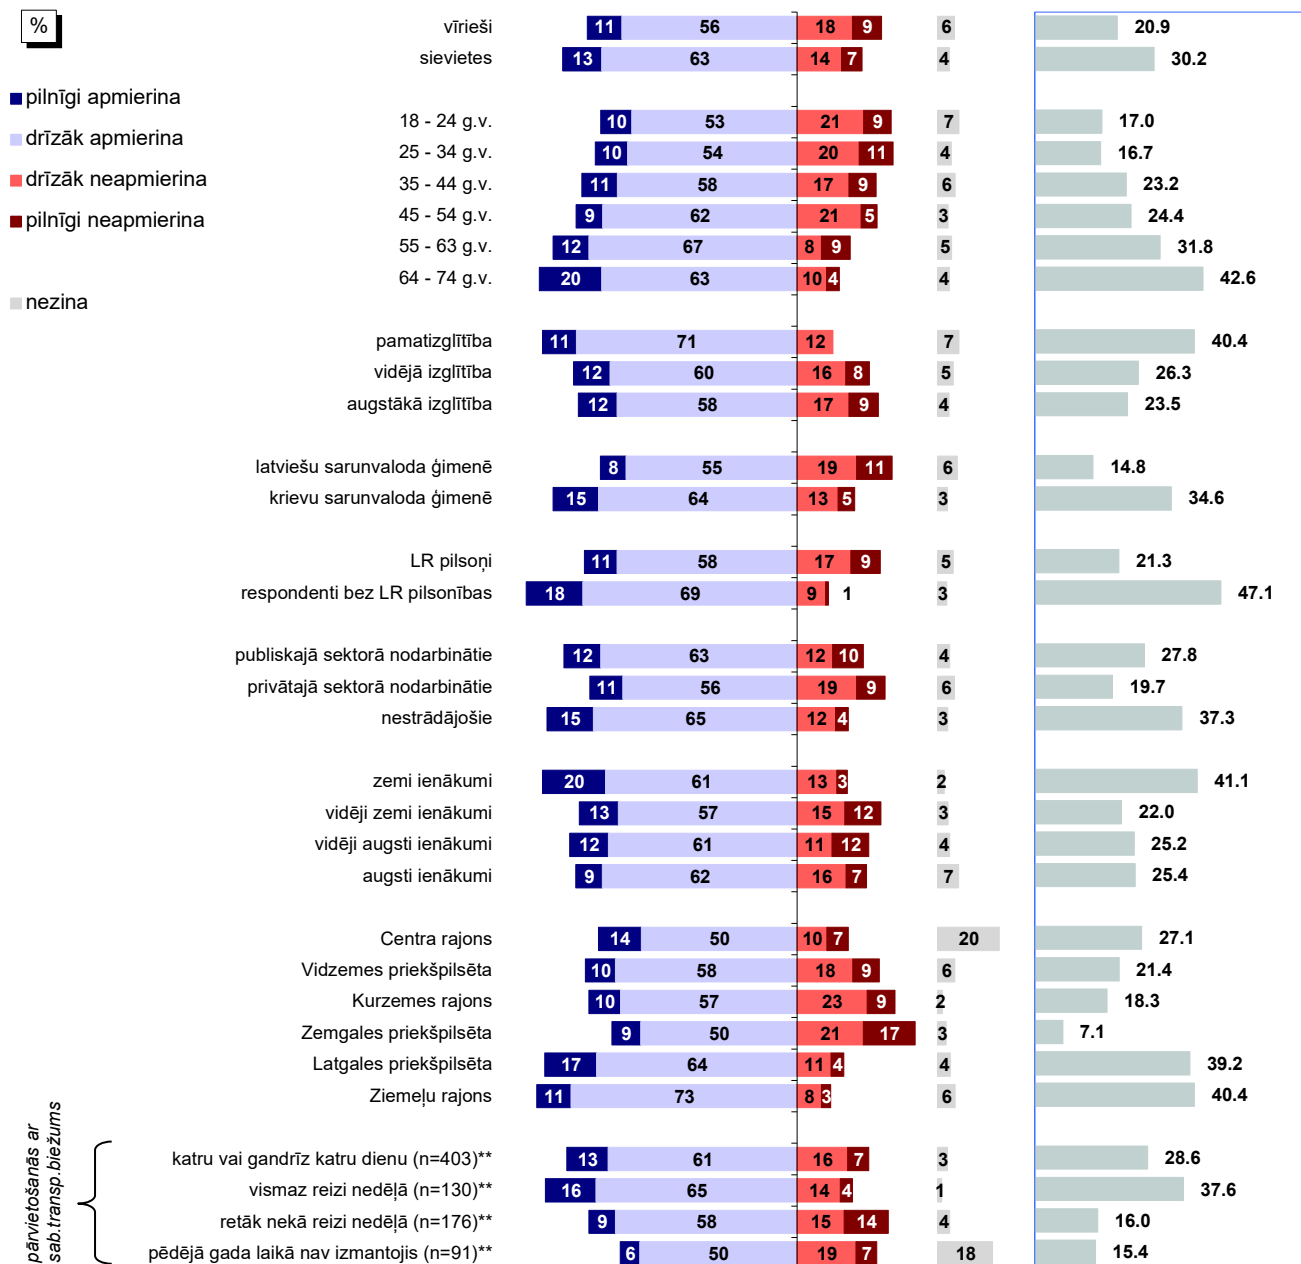 %
pilnīgi apmierina
drīzāk apmierina
drīzāk neapmierina
pilnīgi neapmierina
nezina
vīrieši 11 56 18 9 6 20.9
sievietes 13 63 14 7 4 30.2
18 - 24 g.v. 10 53 21 9 7 17.0
25 - 34 g.v. 10 54 20 11 4 16.7
35 - 44 g.v. 11 58 17 9 6 23.2
45 - 54 g.v. 9 62 21 5 3 24.4
55 - 63 g.v. 12 67 8 9 5 31.8
64 - 74 g.v. 20 63 10 4 4 42.6
pamatizglītība 11 71 12 7 40.4
vidējā izglītība 12 60 16 8 5 26.3
augstākā izglītība 12 58 17 9 4 23.5
latviešu sarunvaloda ģimenē 8 55 19 11 6 14.8
krievu sarunvaloda ģimenē 15 64 13 5 3 34.6
LR pilsoņi 11 58 17 9 5 21.3
respondenti bez LR pilsonības 18 69 9 1 3 47.1
publiskajā sektorā nodarbinātie 12 63 12 10 4 27.8
privātajā sektorā nodarbinātie 11 56 19 9 6 19.7
nestrādājošie 15 65 12 4 3 37.3
zemi ienākumi 20 61 13 3 2 41.1
vidēji zemi ienākumi 13 57 15 12 3 22.0
vidēji augsti ienākumi 12 61 11 12 4 25.2
augsti ienākumi 9 62 16 7 7 25.4
Centra rajons 14 50 10 7 20 27.1
Vidzemes priekšpilsēta 10 58 18 9 6 21.4
Kurzemes rajons 10 57 23 9 2 18.3
Zemgales priekšpilsēta 9 50 21 17 3 7.1
Latgales priekšpilsēta 17 64 11 4 4 39.2
Ziemeļu rajons 11 73 8 3 6 40.4
pārvietošanās ar
sab.transp.biežums
katru vai gandrīz katru dienu (n=403)** 13 61 16 7 3 28.6
vismaz reizi nedēļā (n=130)** 16 65 14 4 1 37.6
retāk nekā reizi nedēļā (n=176)** 9 58 15 14 4 16.0
pēdējā gada laikā nav izmantojis (n=91)** 6 50 19 7 18 15.4